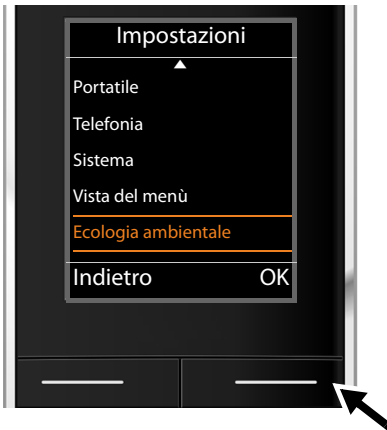 Impostazioni
Portatile
Telefonia
Sistema
Vista del menù
Ecologia ambientale
Indietro OK